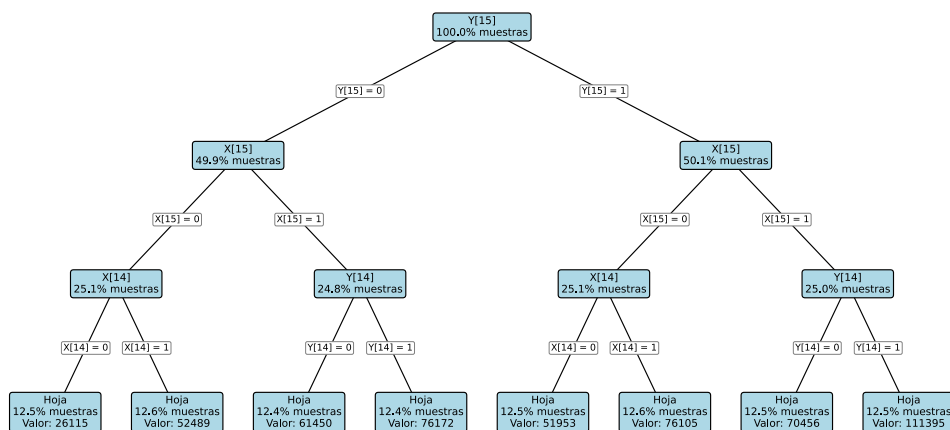 Y[15]
100.0% muestras
Y[15] = 0
Y[15] = 1
X[15]
49.9% muestras
X[15]
50.1% muestras
X[15] = 0
X[15] = 1
X[15] = 0
X[15] = 1
X[14]
25.1% muestras
Y[14]
24.8% muestras
X[14]
25.1% muestras
Y[14]
25.0% muestras
X[14] = 0
X[14] = 1
Y[14] = 0
Y[14] = 1
X[14] = 0
X[14] = 1
Y[14] = 0
Y[14] = 1
Hoja
12.5% muestras
Valor: 26115
Hoja
12.6% muestras
Valor: 52489
Hoja
12.4% muestras
Valor: 61450
Hoja
12.4% muestras
Valor: 76172
Hoja
12.5% muestras
Valor: 51953
Hoja
12.6% muestras
Valor: 76105
Hoja
12.5% muestras
Valor: 70456
Hoja
12.5% muestras
Valor: 111395